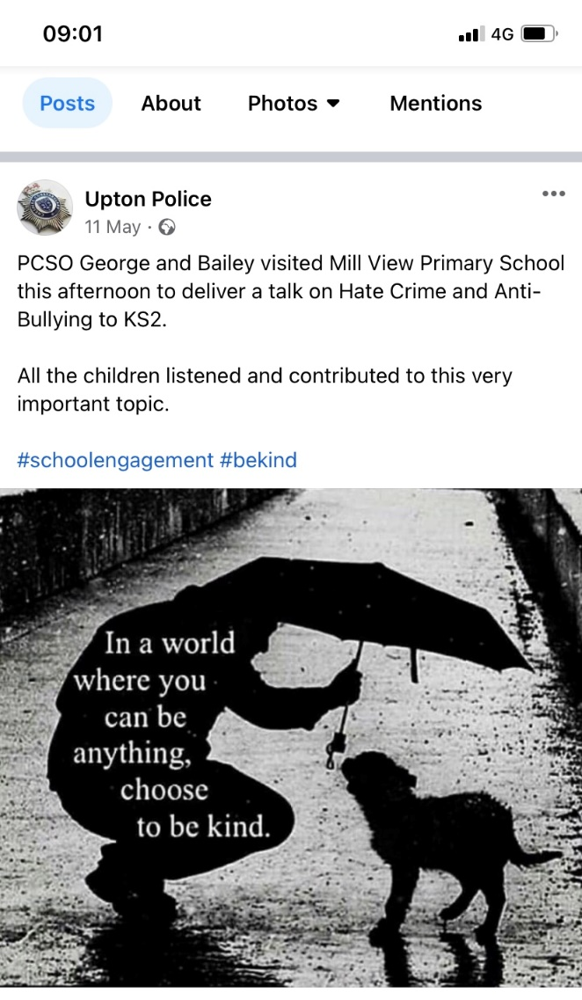 09:01 4G
Posts About Photos Mentions
Upton Police
11 May ·
PCSO George and Bailey visited Mill View Primary School
this afternoon to deliver a talk on Hate Crime and Anti-
Bullying to KS2.
All the children listened and contributed to this very
important topic.
#schoolengagement #bekind
In a world
where you
can be
anything,
choose
to be kind.